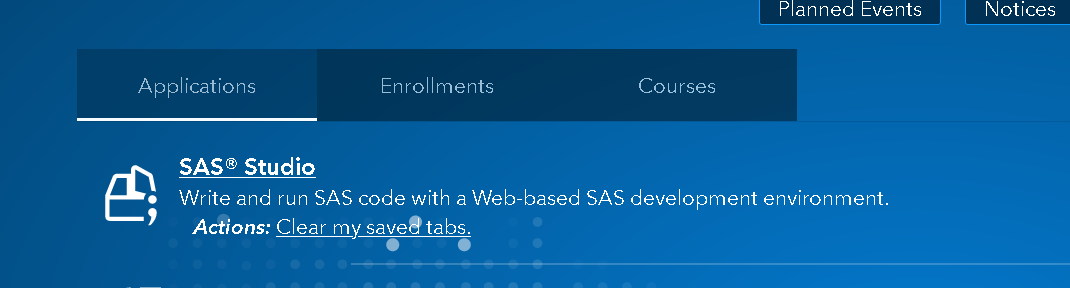 Planned Events Notices
Applications Enrollments Courses
SAS® Studio
Write and run SAS code with a Web-based SAS development environment.
Actions: Clear my saved tabs.